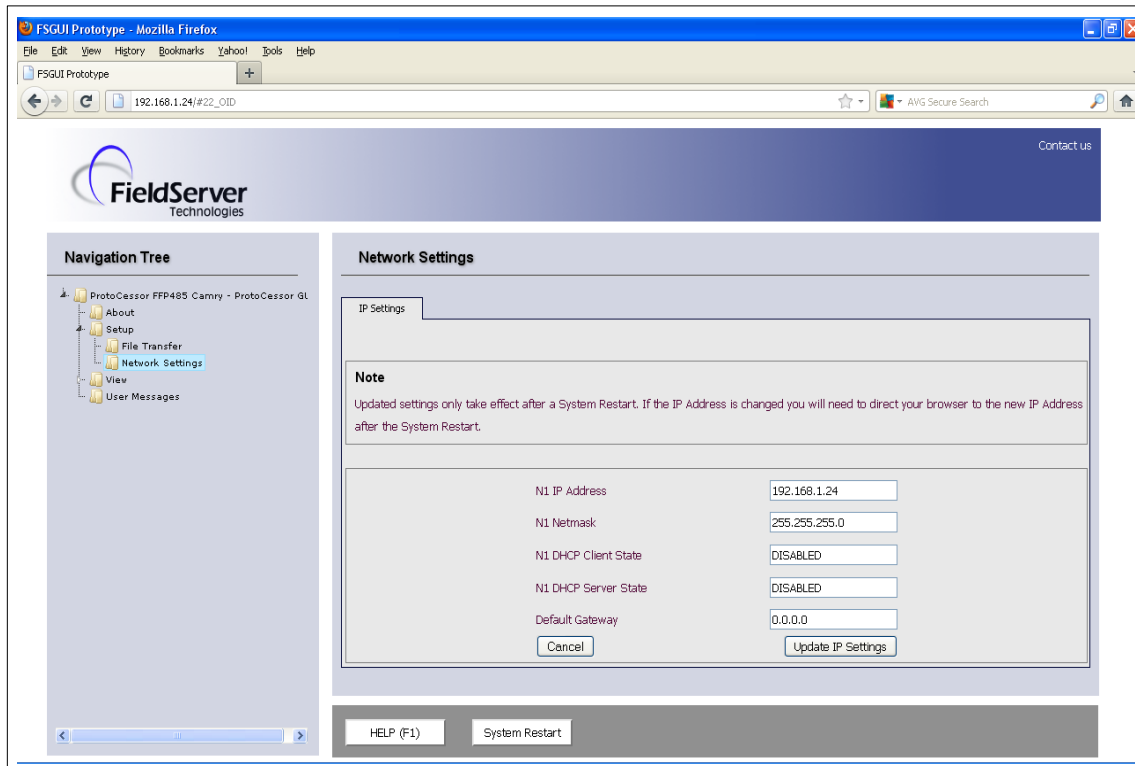 FSGUI Prototype - Mozilla Firefox
File Edit View History Bookmarks Yahoo! Tools Help
FSGUI Prototype
192.168.1.24/#22_OID
AVG Secure Search
Contact us
FieldServer
Technologies
Navigation Tree
ProtoCessor FFP485 Camry - ProtoCessor GU
About
Setup
File Transfer
Network Settings
View
User Messages
Network Settings
IP Settings
Note
Updated settings only take effect after a System Restart. If the IP Address is changed you will need to direct your browser to the new IP Address
after the System Restart.
N1 IP Address 192.168.1.24
N1 Netmask 255.255.255.0
N1 DHCP Client State DISABLED
N1 DHCP Server State DISABLED
Default Gateway 0.0.0.0
Cancel Update IP Settings
HELP (F1) System Restart